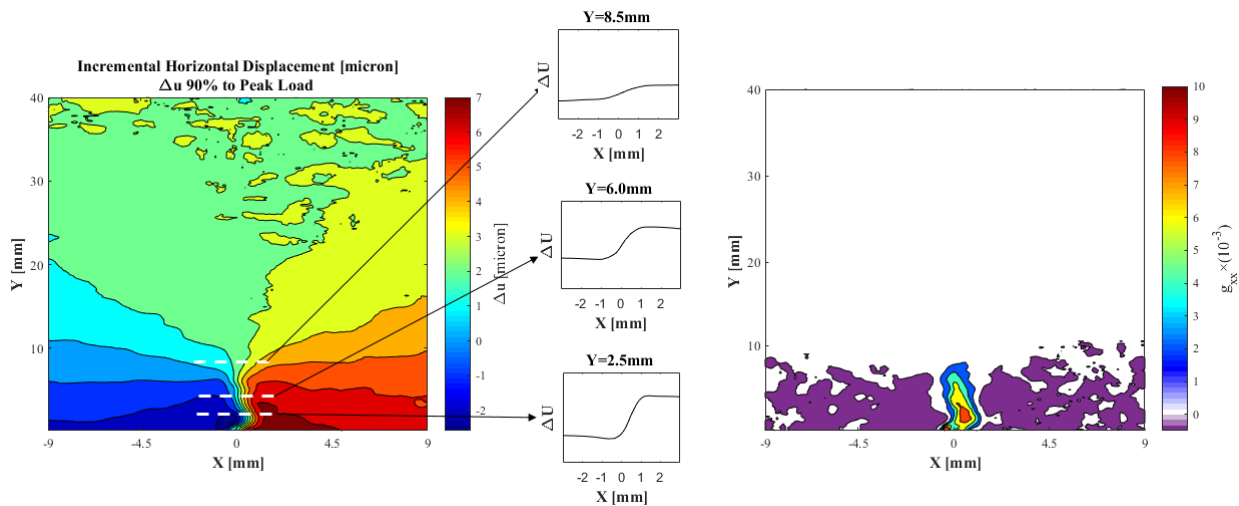 Incremental Horizontal Displacement [micron]
Δu 90% to Peak Load
40
30
20
10
Y [mm]
-9
-4.5
0
4.5
9
X [mm]
7
6
5
4
3
2
1
0
-1
-2
Δu [micron]
Y=8.5mm
ΔU
-2 -1 0 1 2
X [mm]
Y=6.0mm
ΔU
-2 -1 0 1 2
X [mm]
Y=2.5mm
ΔU
-2 -1 0 1 2
X [mm]
40
30
20
10
Y [mm]
-9
-4.5
0
4.5
9
X [mm]
10
9
8
7
6
5
4
3
2
1
0
gxx×(10-3)